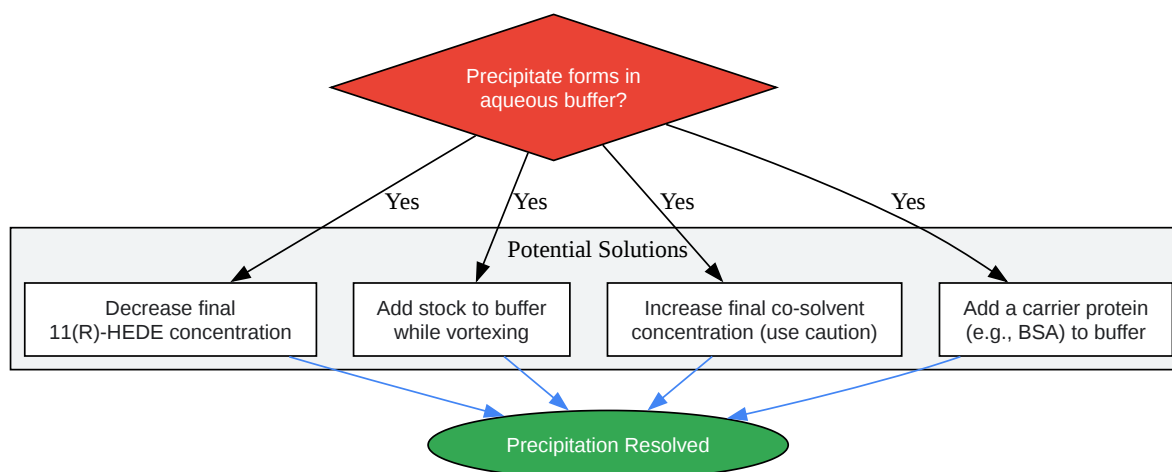 Precipitate forms in
aqueous buffer?
Yes
Yes
Yes
Yes
Potential Solutions
Decrease final
11(R)-HEDE concentration
Add stock to buffer
while vortexing
Increase final co-solvent
concentration (use caution)
Add a carrier protein
(e.g., BSA) to buffer
Precipitation Resolved